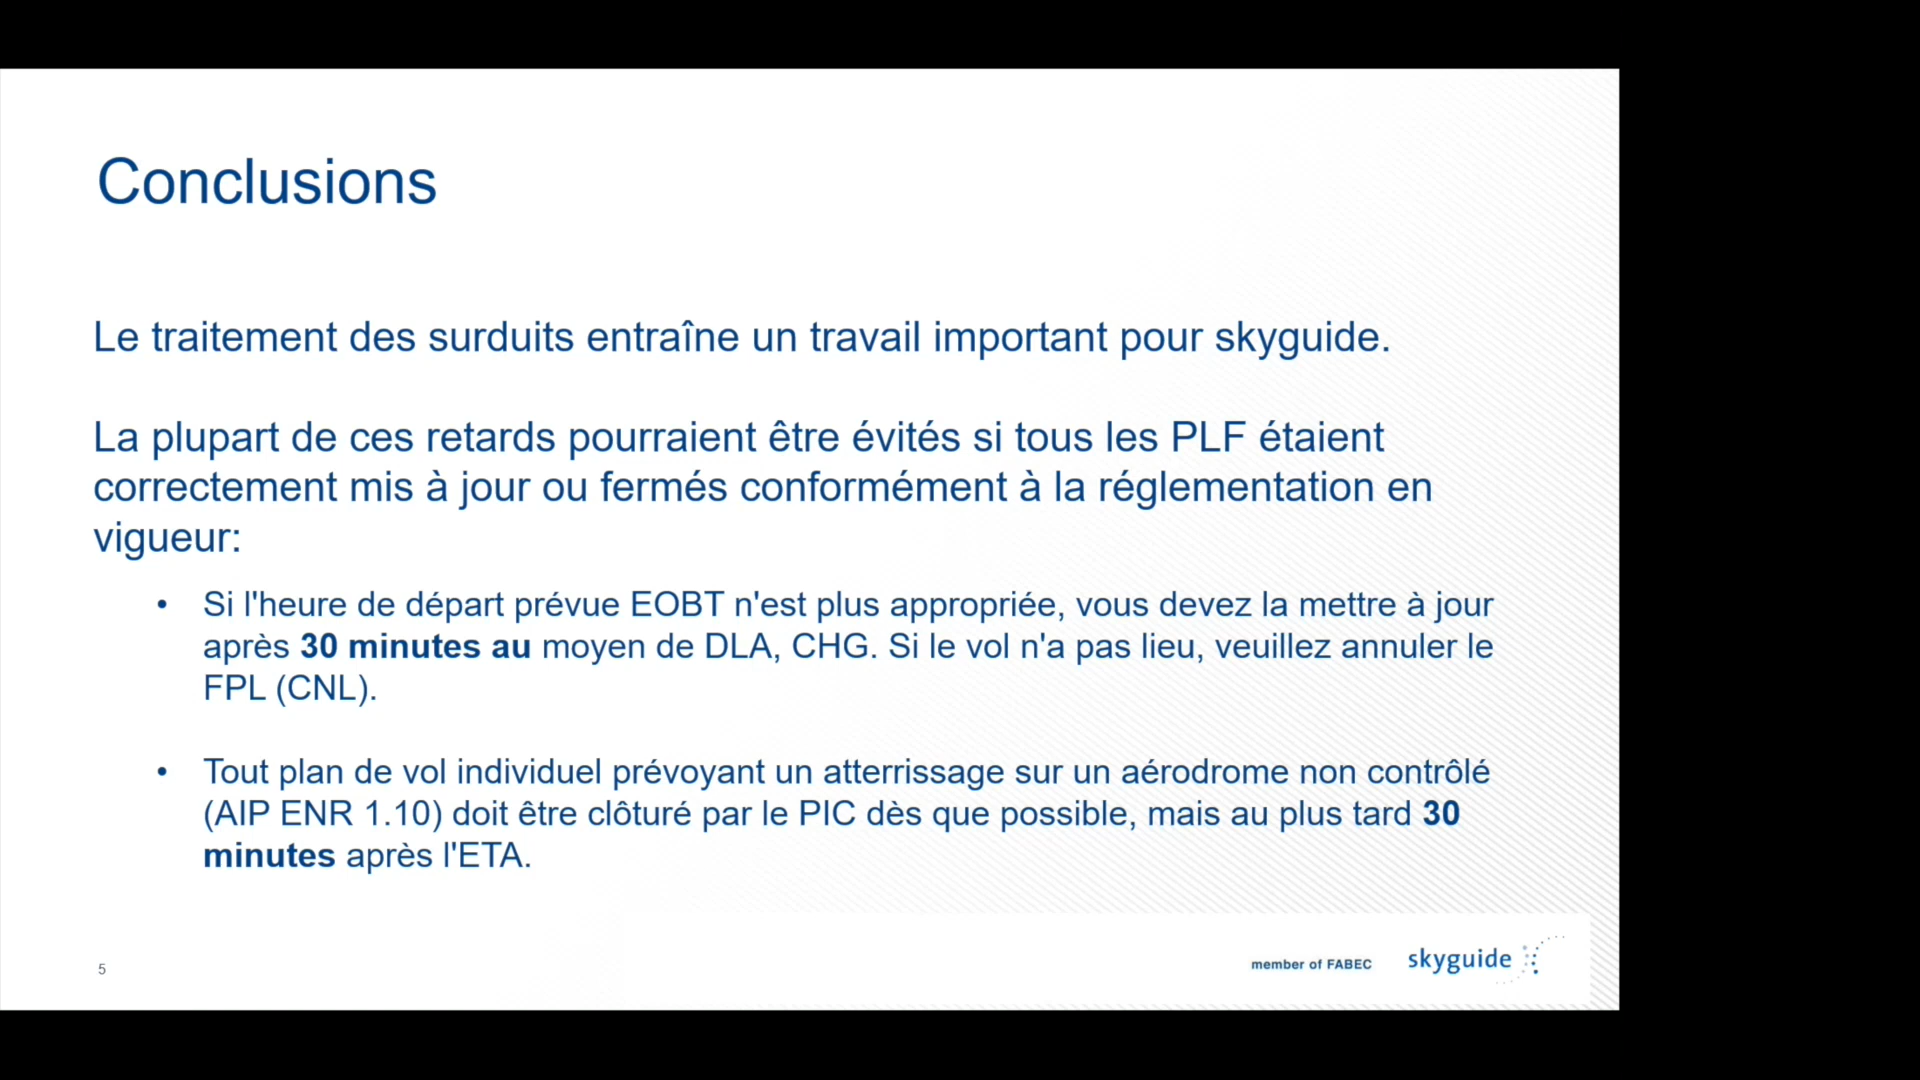 Conclusions
Le traitement des surduits entraîne un travail important pour skyguide.
La plupart de ces retards pourraient être évités si tous les PLF étaient
correctement mis à jour ou fermés conformément à la réglementation en
vigueur:
• Si l'heure de départ prévue EOBT n'est plus appropriée, vous devez la mettre à jour
après 30 minutes au moyen de DLA, CHG. Si le vol n'a pas lieu, veuillez annuler le
FPL (CNL).
• Tout plan de vol individuel prévoyant un atterrissage sur un aérodrome non contrôlé
(AIP ENR 1.10) doit être clôturé par le PIC dès que possible, mais au plus tard 30
minutes après l'ETA.
5
member of FABEC
skyguide